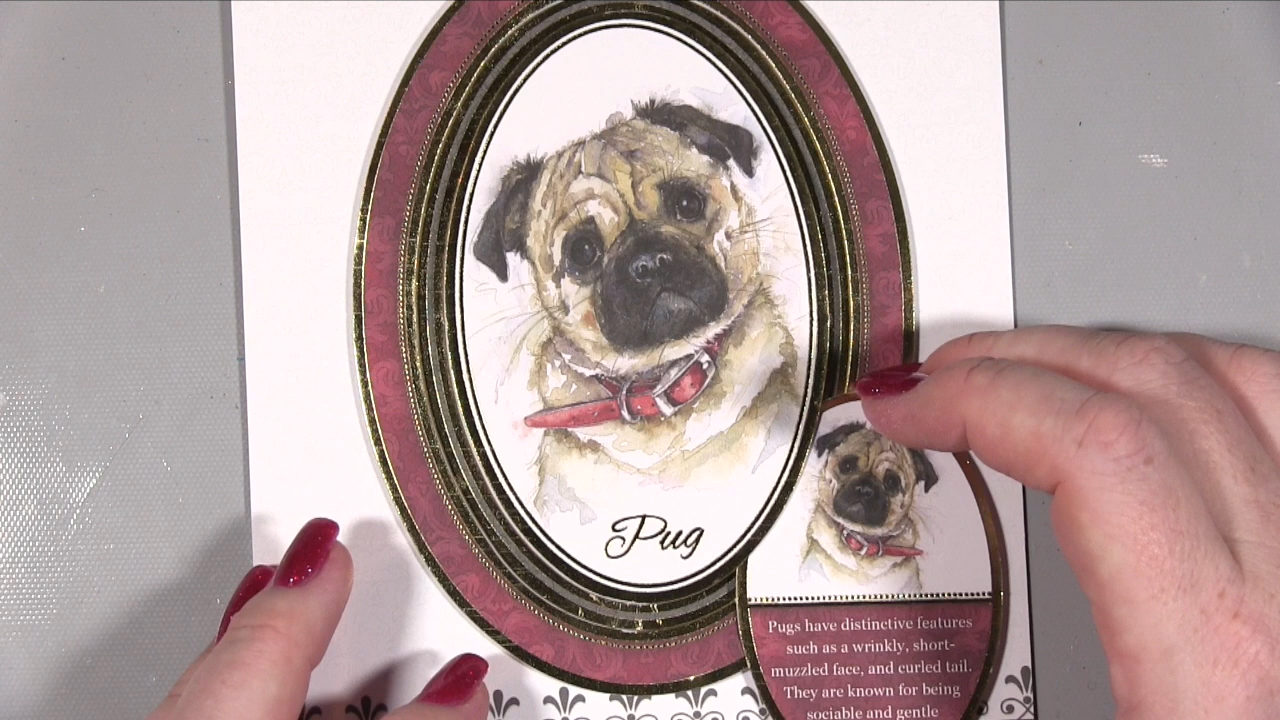 Pug
Pugs have distinctive features
such as a wrinkly, short-
muzzled face, and curled tail.
They are known for being
sociable and gentle